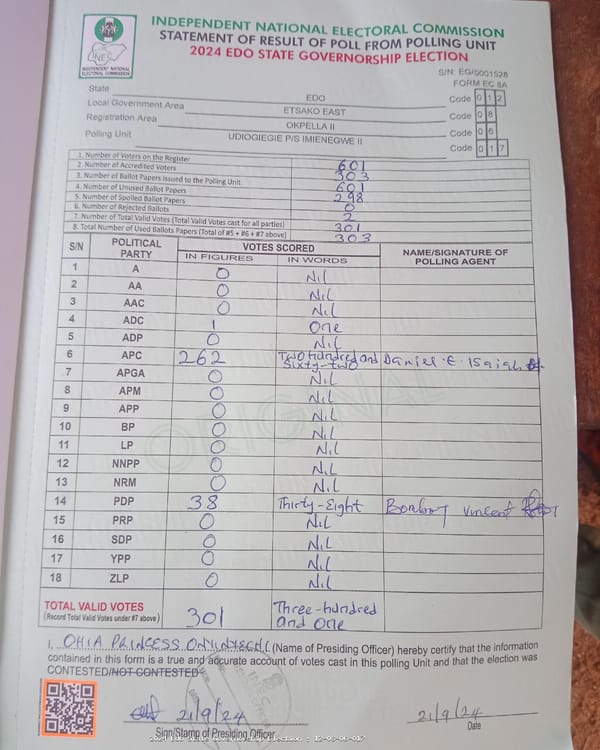 INDEPENDENT NATIONAL ELECTORAL COMMISSION
STATEMENT OF RESULT OF POLL FROM POLLING UNIT
2024 EDO STATE GOVERNORSHIP ELECTION
INEC
INDEPENDENT NATIONAL
ELECTORAL COMMISSION
S/N: EG/0001528
FORM EC 8A
State EDO Code 0 1 2
Local Government Area ETSAKO EAST Code 0 8
Registration Area OKPELLA II Code 0 6
Polling Unit UDIOGIEGIE P/S IMIENEGWE II Code 0 1 7
1. Number of Voters on the Register 601
2. Number of Accredited Voters 303
3. Number of Ballot Papers issued to the Polling Unit 601
4. Number of Unused Ballot Papers 298
5. Number of Spoiled Ballot Papers 0
6. Number of Rejected Ballots 2
7. Number of Total Valid Votes (Total Valid Votes cast for all parties) 301
8. Total Number of Used Ballots Papers (Total of #5 + #6 + #7 above) 303
S/N POLITICAL PARTY VOTES SCORED NAME/SIGNATURE OF POLLING AGENT
IN FIGURES IN WORDS
1 A 0 Nil
2 AA 0 Nil
3 AAC 0 Nil
4 ADC 1 One
5 ADP 0 Nil
6 APC 262 Two hundred and Sixty-two Daniel .E. Isaiah
7 APGA 0 Nil
8 APM 0 Nil
9 APP 0 Nil
10 BP 0 Nil
11 LP 0 Nil
12 NNPP 0 Nil
13 NRM 0 Nil
14 PDP 38 Thirty-Eight Vincent
15 PRP 0 Nil
16 SDP 0 Nil
17 YPP 0 Nil
18 ZLP 0 Nil
ORIGINAL
TOTAL VALID VOTES 301 Three-hundred and One
(Record Total Valid Votes under #7 above)
I, OHIA PRINCESS (Name of Presiding Officer) hereby certify that the information
contained in this form is a true and accurate account of votes cast in this polling Unit and that the election was
CONTESTED/NOT CONTESTED
21/9/24 21/9/24
Sign/Stamp of Presiding Officer Date